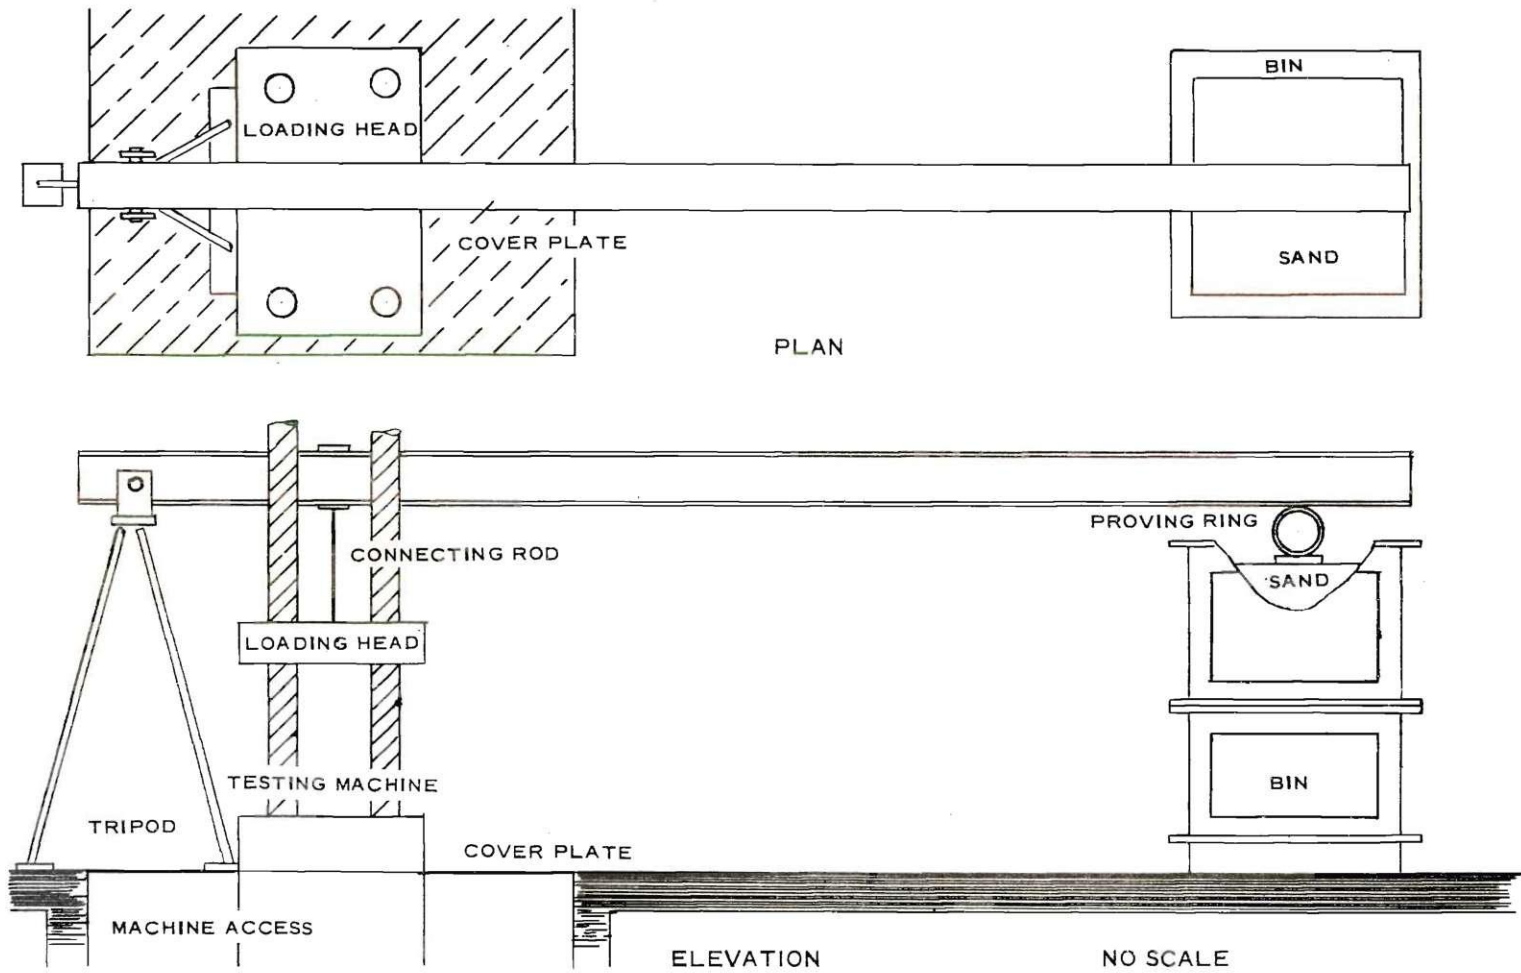 BIN
LOADING HEAD
COVER PLATE
SAND
PLAN
PROVING RING
CONNECTING ROD
SAND
LOADING HEAD
TESTING MACHINE
BIN
TRIPOD
COVER PLATE
MACHINE ACCESS
ELEVATION
NO SCALE